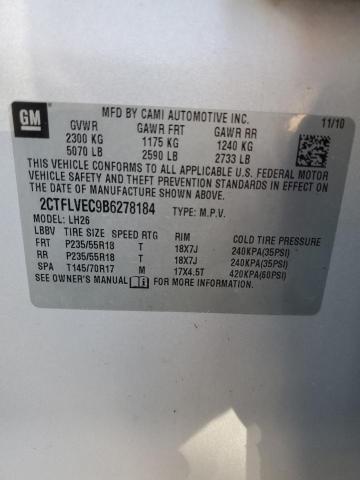 GM
MFD BY CAMI AUTOMOTIVE INC. 11/10
GVWR GAWR FRT GAWR RR
2300 KG 1175 KG 1240 KG
5070 LB 2590 LB 2733 LB
THIS VEHICLE CONFORMS TO ALL APPLICABLE U.S. FEDERAL MOTOR
VEHICLE SAFETY, BUMPER, AND THEFT PREVENTION STANDARDS IN
EFFECT ON THE DATE OF MANUFACTURE SHOWN ABOVE.
2CTFLVEC9B6278184 TYPE: M.P.V.
MODEL: LH26
LBBV TIRE SIZE SPEED RTG RIM COLD TIRE PRESSURE
FRT P235/55R18 T 18X7J 240KPA(35PSI)
RR P235/55R18 T 18X7J 240KPA(35PSI)
SPA T145/70R17 M 17X4.5T 420KPA(60PSI)
SEE OWNER'S MANUAL FOR MORE INFORMATION.